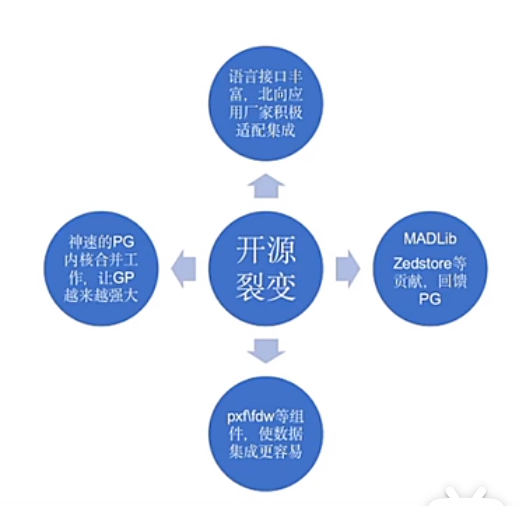 语言接口丰
富，北向应
用厂家积极
适配集成
神速的PG
内核合并工
作，让GP
越来越强大
开源
裂变
MADLib
Zedstore等
贡献，回馈
PG
pxf\fdw等组
件，使数据
集成更容易